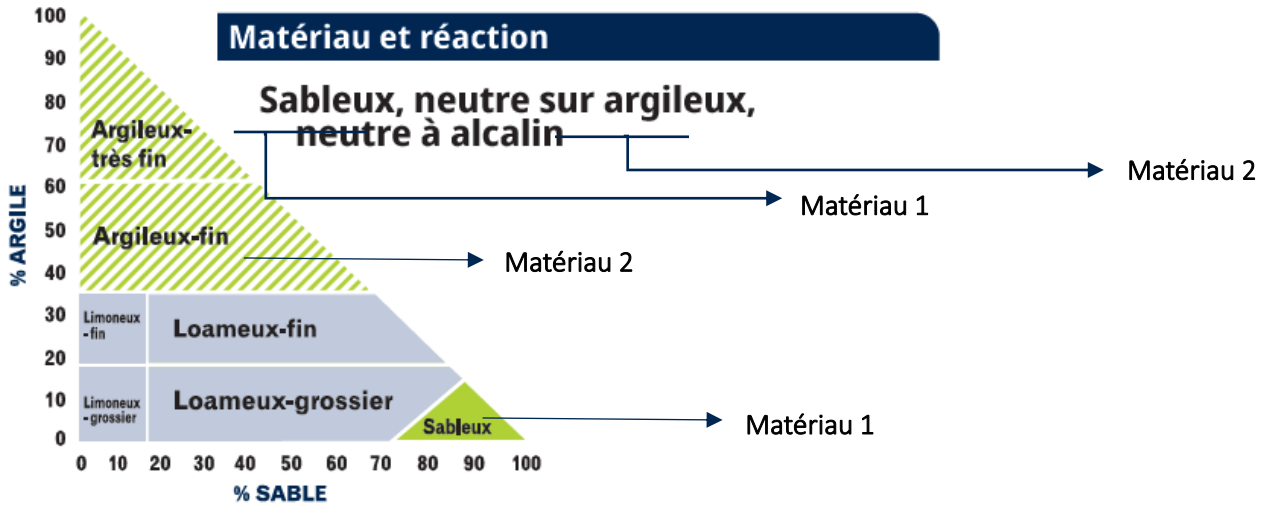 Matériau et réaction
Sableux, neutre sur argileux,
neutre à alcalin
Matériau 2
Matériau 1
100
90
80
70
60
50
40
30
20
10
0
% ARGILE
Argileux-
très fin
Argileux-fin
Matériau 2
Limoneux
-fin
Loameux-fin
Limoneux
-grossier
Loameux-grossier
Sableux
Matériau 1
0 10 20 30 40 50 60 70 80 90 100
% SABLE